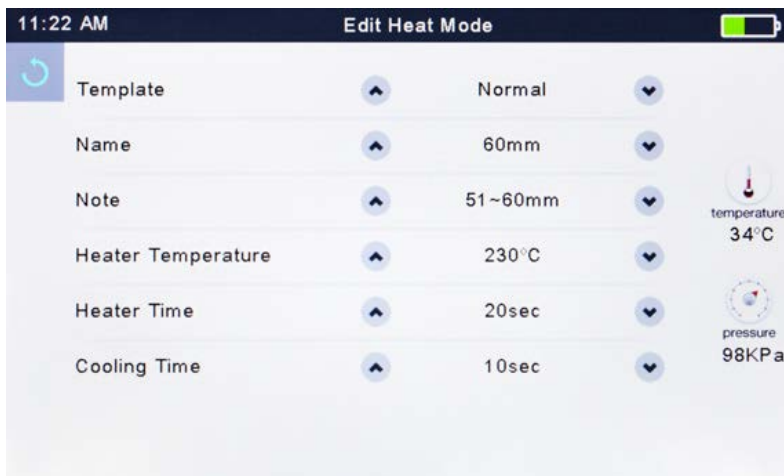 11:22 AM Edit Heat Mode
Template Normal
Name 60mm
Note 51~60mm
Heater Temperature 230°C
Heater Time 20sec
Cooling Time 10sec
temperature
34°C
pressure
98KPa